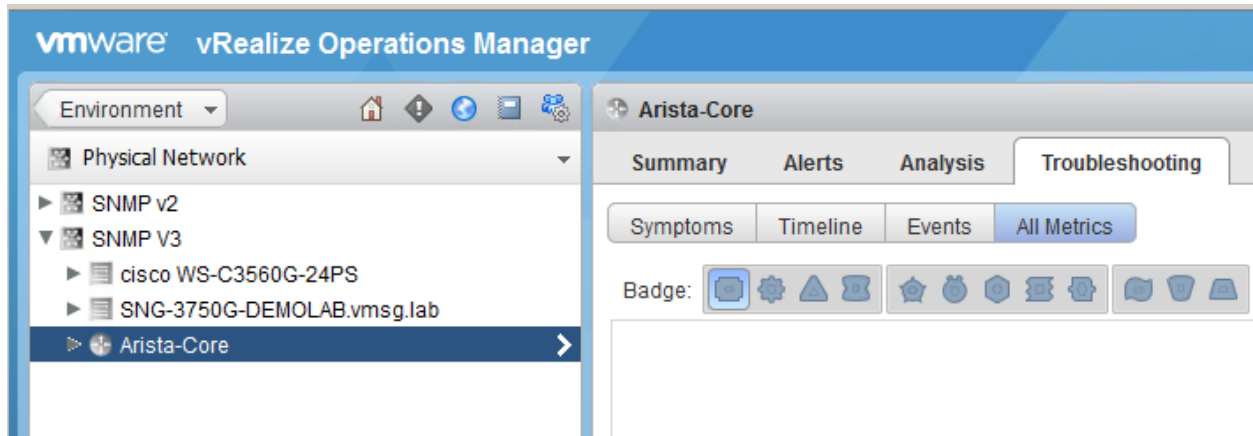 vmware vRealize Operations Manager
Environment
Physical Network
SNMP v2
SNMP V3
cisco WS-C3560G-24PS
SNG-3750G-DEMOLAB.vmsg.lab
Arista-Core
Arista-Core
Summary Alerts Analysis Troubleshooting
Symptoms Timeline Events All Metrics
Badge: